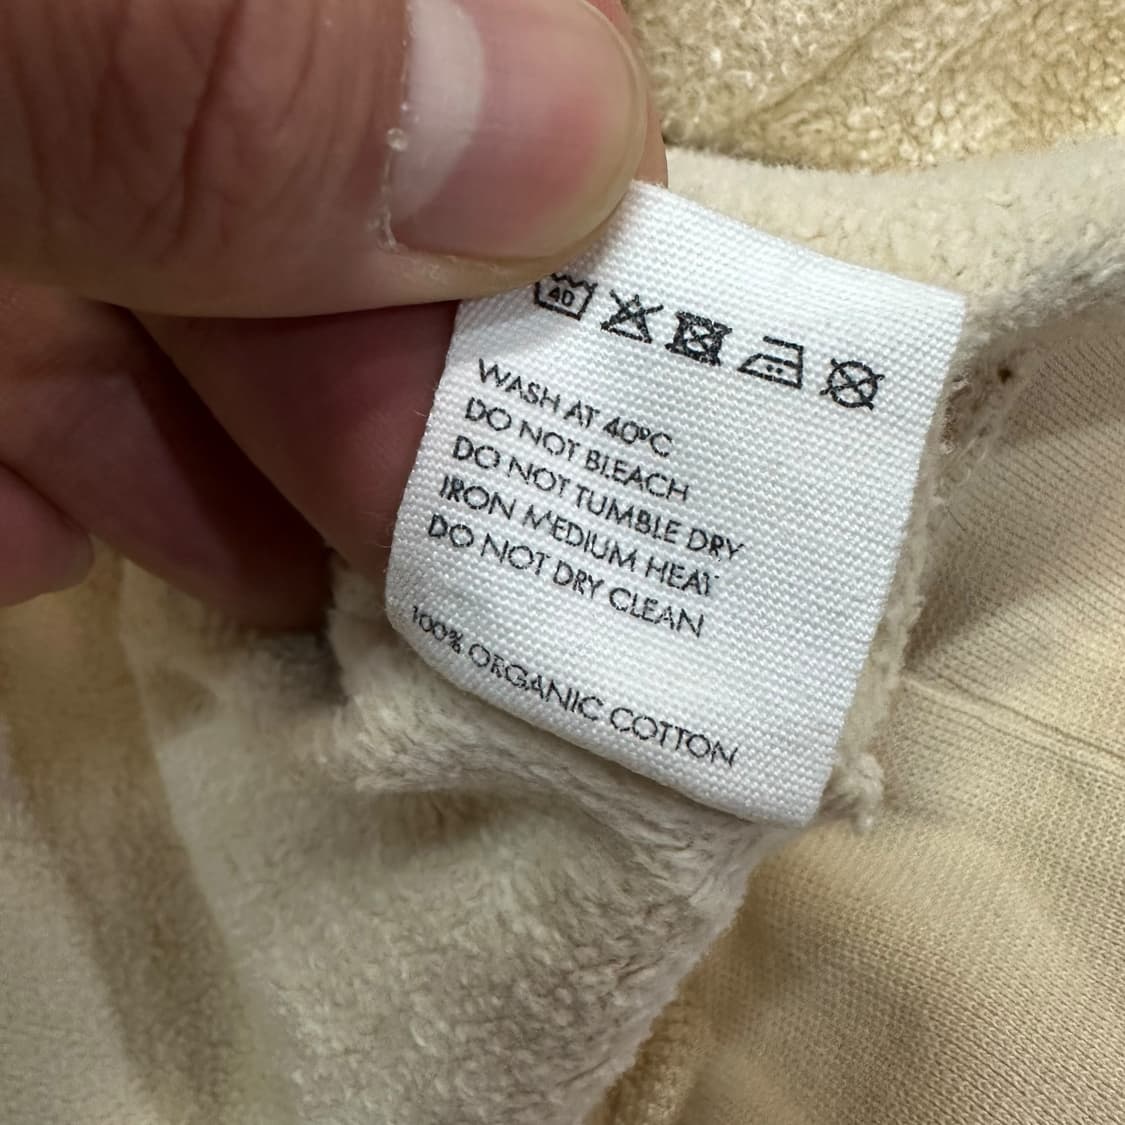 40
WASH AT 40ºC
DO NOT BLEACH
DO NOT TUMBLE DRY
IRON MEDIUM HEAT
DO NOT DRY CLEAN
100% ORGANIC COTTON